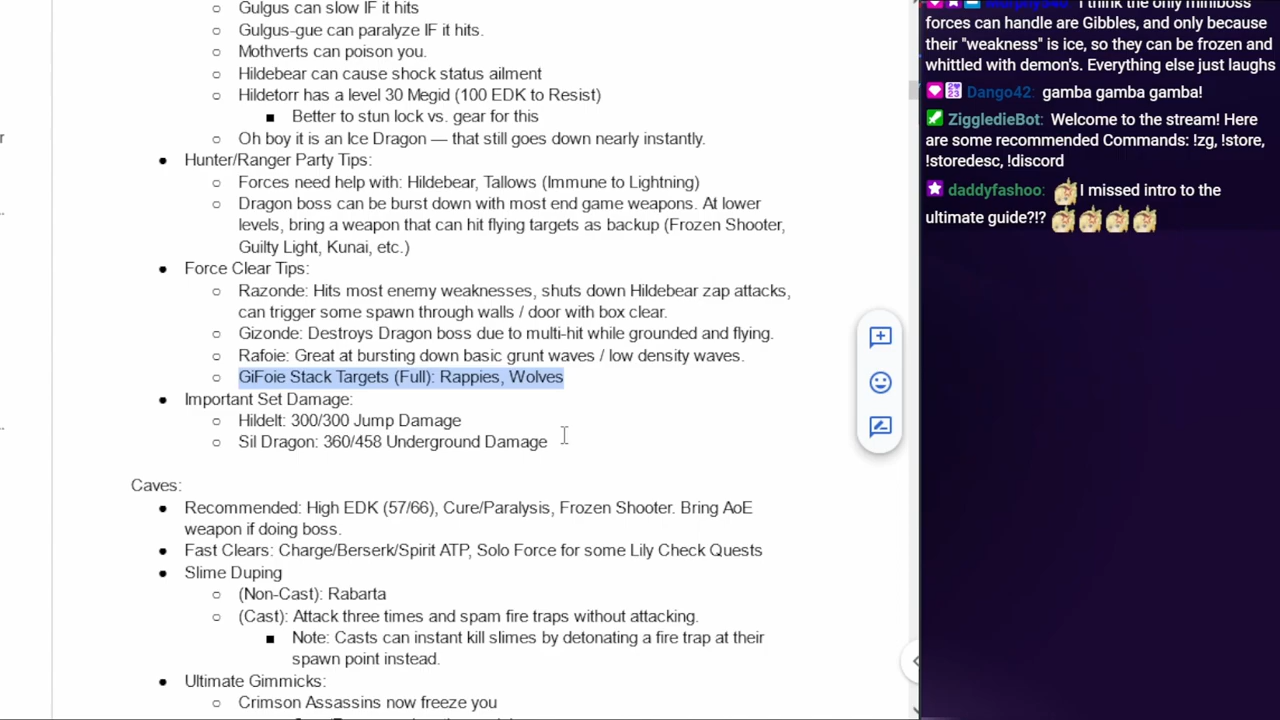 Gulgus can slow IF it hits
Gulgus-gue can paralyze IF it hits.
Mothverts can poison you.
Hildebear can cause shock status ailment
Hildetorr has a level 30 Megid (100 EDK to Resist)
Better to stun lock vs. gear for this
Oh boy it is an Ice Dragon — that still goes down nearly instantly.
Hunter/Ranger Party Tips:
Forces need help with: Hildebear, Tallows (Immune to Lightning)
Dragon boss can be burst down with most end game weapons. At lower
levels, bring a weapon that can hit flying targets as backup (Frozen Shooter,
Guilty Light, Kunai, etc.)
Force Clear Tips:
Razonde: Hits most enemy weaknesses, shuts down Hildebear zap attacks,
can trigger some spawn through walls / door with box clear.
Gizonde: Destroys Dragon boss due to multi-hit while grounded and flying.
Rafoie: Great at bursting down basic grunt waves / low density waves.
GiFoie Stack Targets (Full): Rappies, Wolves
Important Set Damage:
Hildelt: 300/300 Jump Damage
Sil Dragon: 360/458 Underground Damage
Caves:
Recommended: High EDK (57/66), Cure/Paralysis, Frozen Shooter. Bring AoE
weapon if doing boss.
Fast Clears: Charge/Berserk/Spirit ATP, Solo Force for some Lily Check Quests
Slime Duping
(Non-Cast): Rabarta
(Cast): Attack three times and spam fire traps without attacking.
Note: Casts can instant kill slimes by detonating a fire trap at their
spawn point instead.
Ultimate Gimmicks:
Crimson Assassins now freeze you
I think the only miniboss
forces can handle are Gibbles, and only because
their "weakness" is ice, so they can be frozen and
whittled with demon's. Everything else just laughs
Dango42: gamba gamba gamba!
ZiggledieBot: Welcome to the stream! Here
are some recommended Commands: !zg, !store,
!storedesc, !discord
daddyfashoo: I missed intro to the
ultimate guide?!?